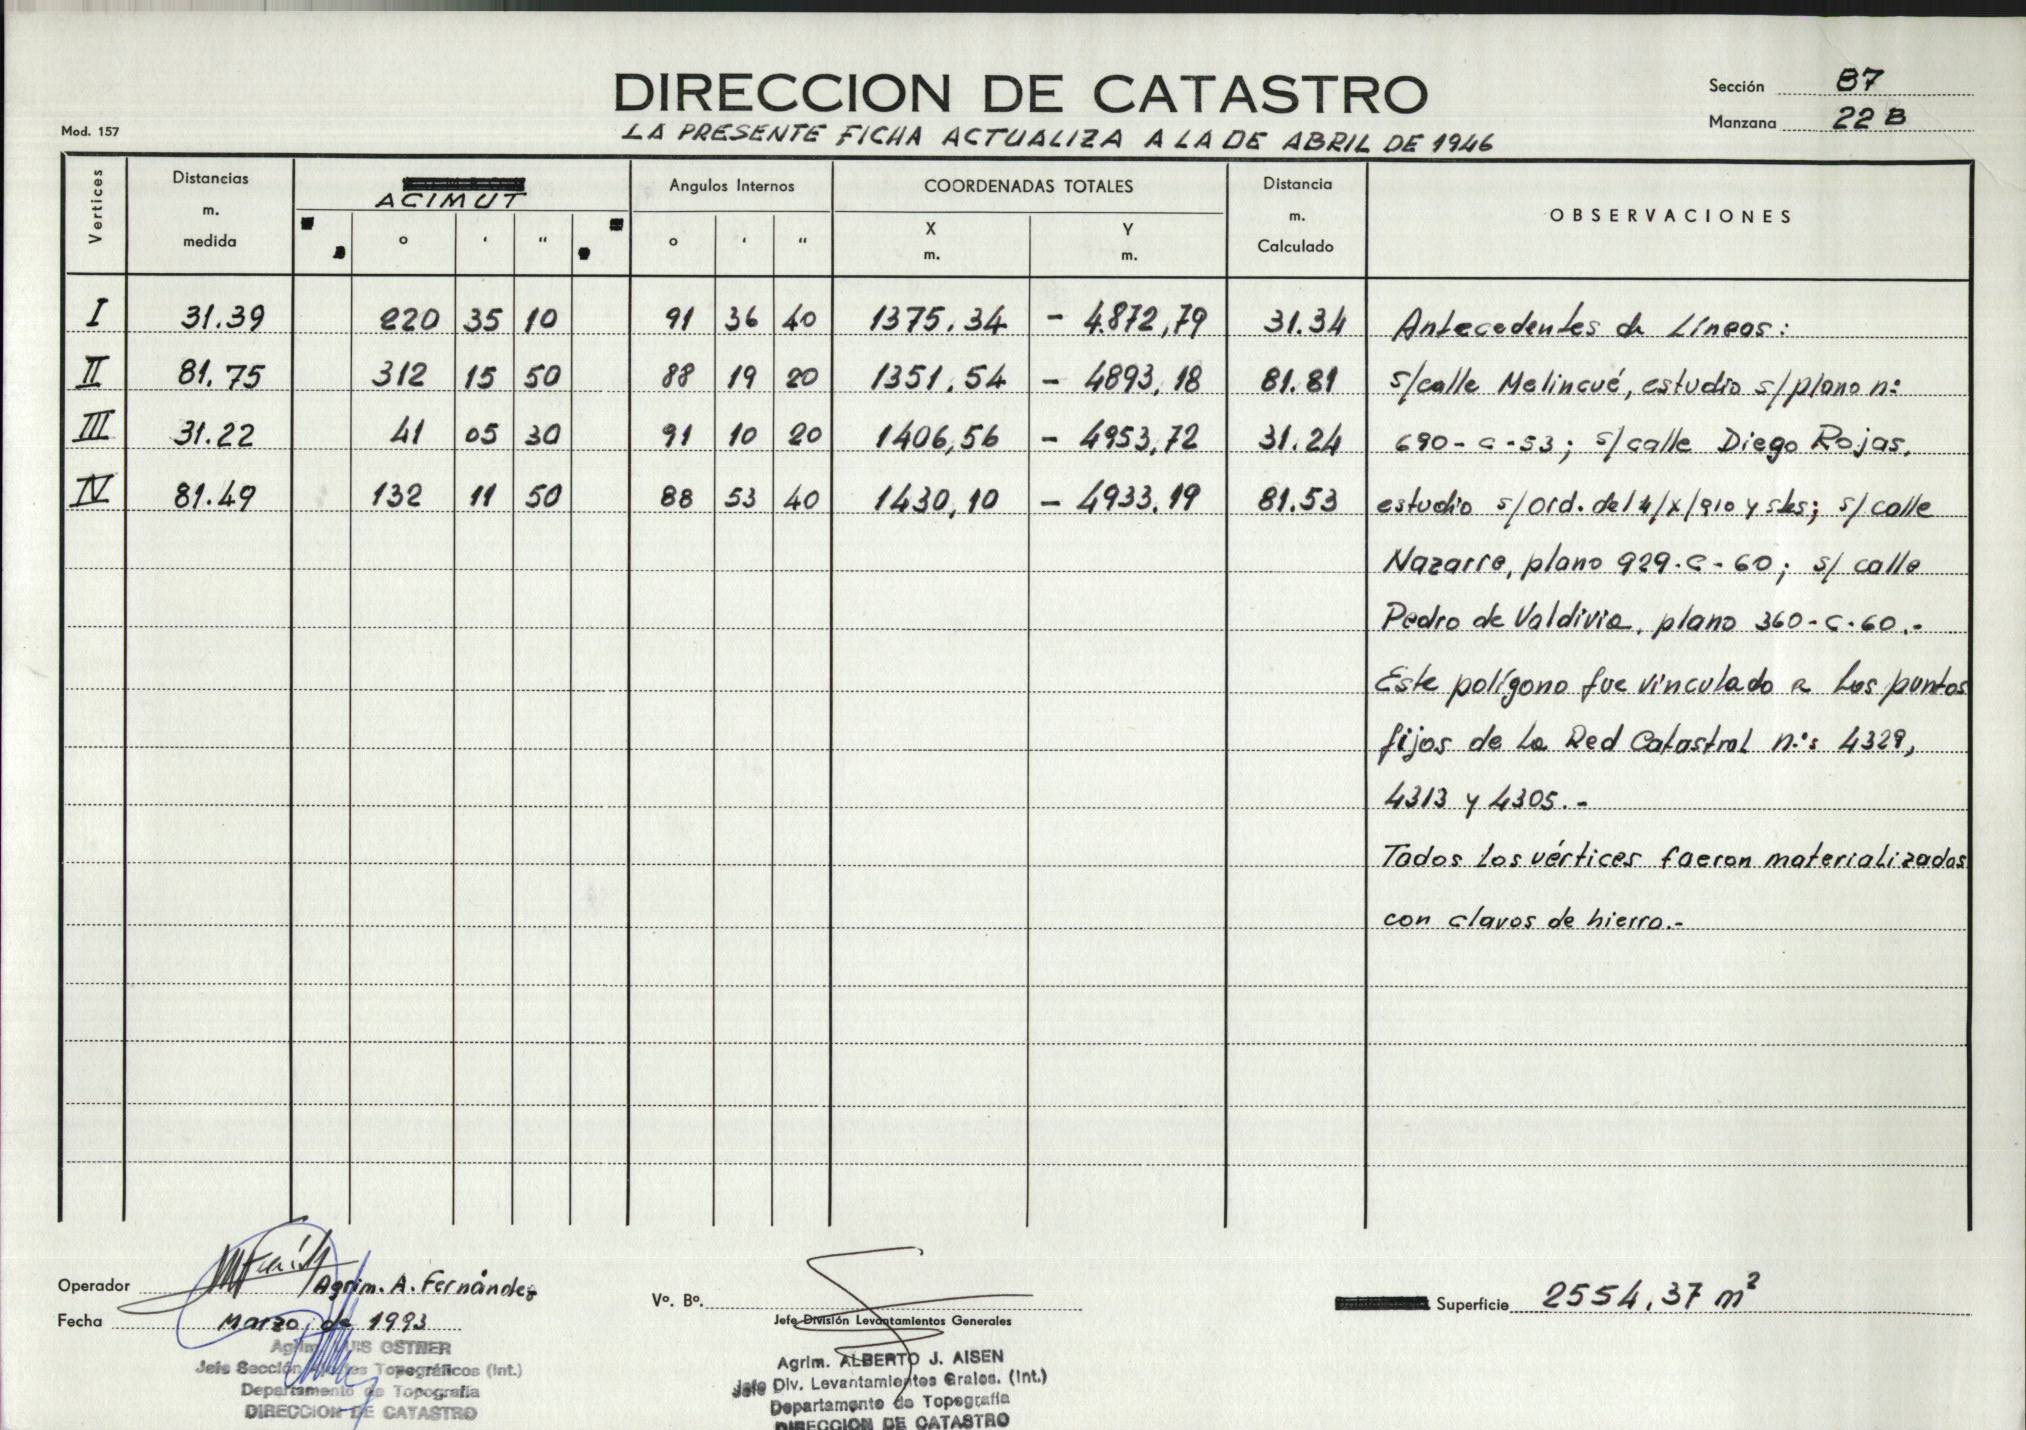 DIRECCION DE CATASTRO
LA PRESENTE FICHA ACTUALIZA A LA DE ABRIL DE 1946
Mod. 157
Sección 87
Manzana 22 B
Vertices
Distancias m. medida
ACIMUT
° ' "
Angulos Internos
° ' "
COORDENADAS TOTALES
X m.
Y m.
Distancia m. Calculado
OBSERVACIONES
I 31.39 220 35 10 91 36 40 1375,34 - 4872,79 31.34 Antecedentes de Líneas:
II 81.75 312 15 50 88 19 20 1351,54 - 4893,18 81.81 s/calle Melincué, estudio s/plano n:
III 31.22 41 05 30 91 10 20 1406,56 - 4953,72 31.24 690-C-53; s/calle Diego Rojas,
IV 81.49 132 11 50 88 53 40 1430,10 - 4933,19 81.53 estudio s/Ord. del 4/X/910 y sts; s/calle
Nazarre, plano 929-C-60; s/ calle
Pedro de Valdivia, plano 360-C-60.-
Este polígono fue vinculado a los puntos
fijos de la Red Catastral n.°s 4329,
4313 y 4305.-
Todos los vértices fueron materializados
con clavos de hierro.-
Operador Agrim. A. Fernández
Fecha Marzo de 1993
Agrim. LUIS OSTNER
Jefe Sección Topográficos (Int.)
Departamento de Topografía
DIRECCION DE CATASTRO
Vº. Bº.
Jefe División Levantamientos Generales
Agrim. ALBERTO J. AISEN
Jefe Div. Levantamientos Grales. (Int.)
Departamento de Topografía
DIRECCION DE CATASTRO
Superficie 2554,37 m²